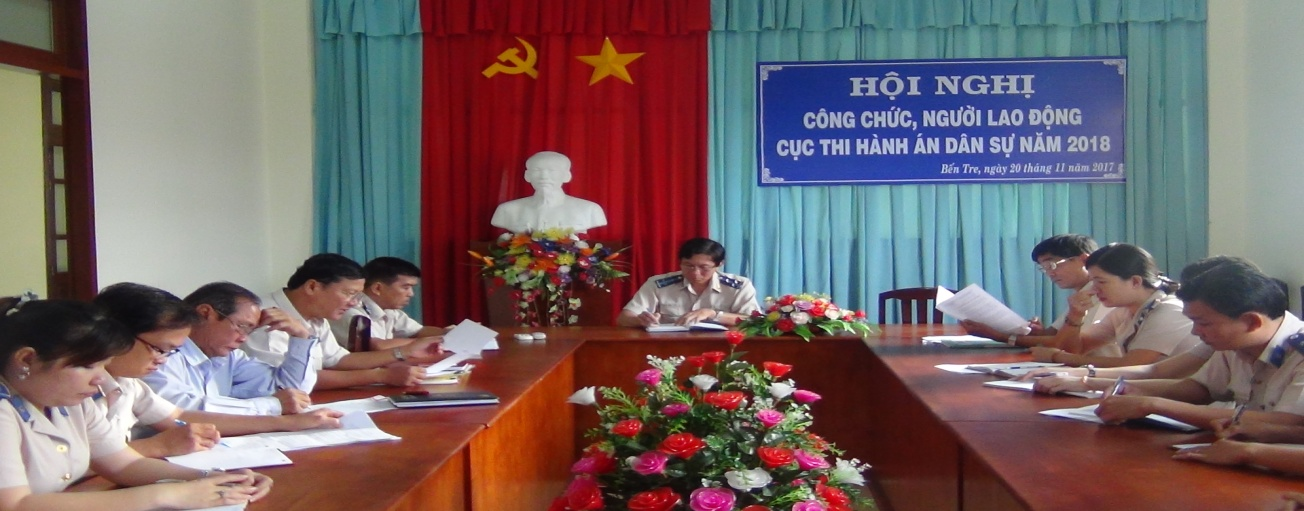 HỘI NGHỊ
CÔNG CHỨC, NGƯỜI LAO ĐỘNG
CỤC THI HÀNH ÁN DÂN SỰ NĂM 2018
Bến Tre, ngày 20 tháng 11 năm 2017